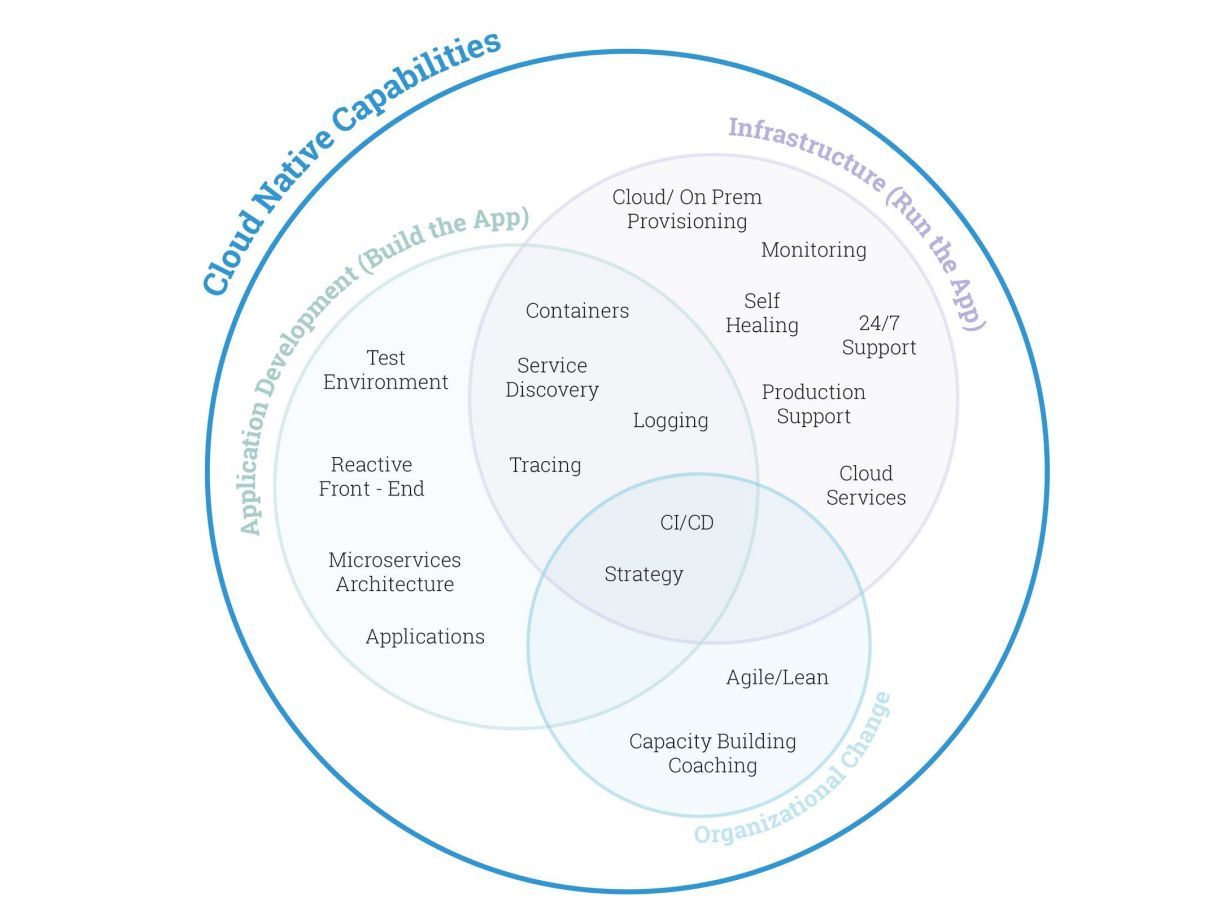 Cloud Native Capabilities
Infrastructure (Run the App)
Application Development (Build the App)
Cloud/ On Prem
Provisioning
Monitoring
Containers
Self
Healing
24/7
Support
Test
Environment
Service
Discovery
Production
Support
Logging
Reactive
Front - End
Tracing
Cloud
Services
CI/CD
Microservices
Architecture
Strategy
Applications
Agile/Lean
Capacity Building
Coaching
Organizational Change